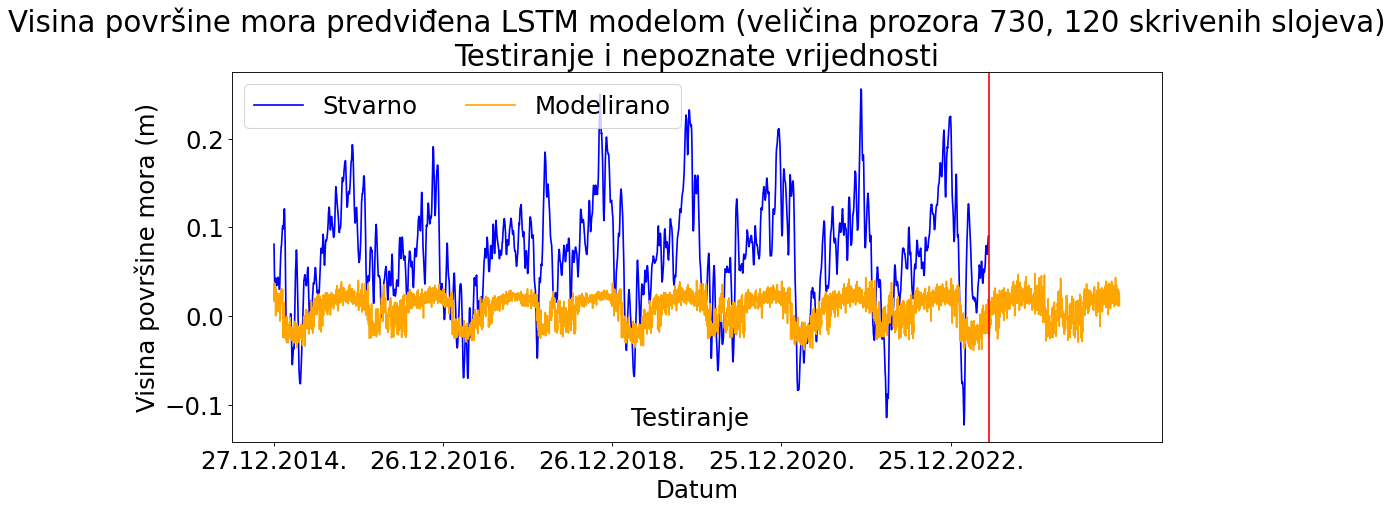 Visina površine mora predviđena LSTM modelom (veličina prozora 730, 120 skrivenih slojeva)
Testiranje i nepoznate vrijednosti
Stvarno Modelirano
Visina površine mora (m)
0.2
0.1
0.0
−0.1
Testiranje
27.12.2014. 26.12.2016. 26.12.2018. 25.12.2020. 25.12.2022.
Datum